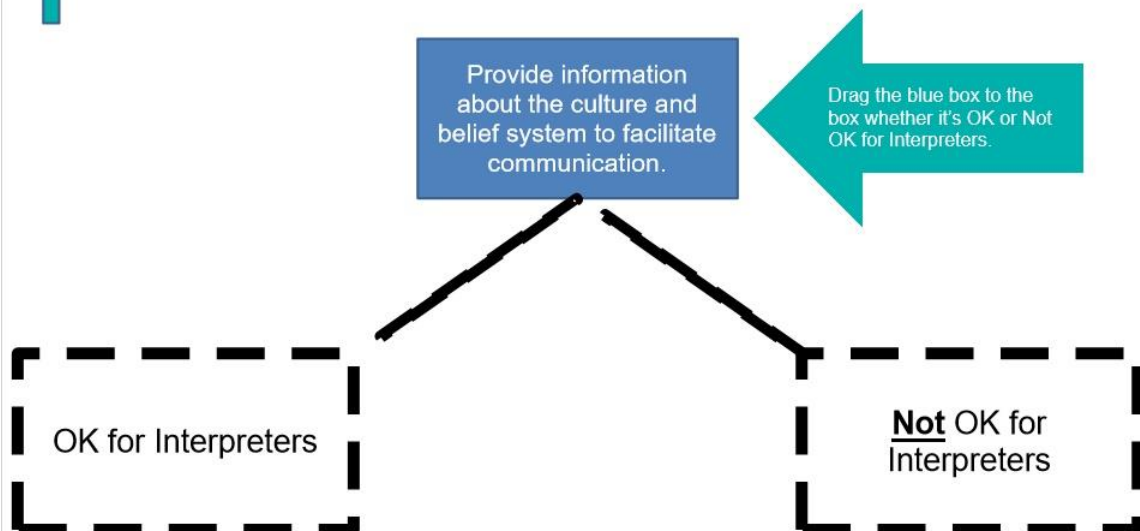 Provide information
about the culture and
belief system to facilitate
communication.
Drag the blue box to the
box whether it's OK or Not
OK for Interpreters.
OK for Interpreters
Not OK for
Interpreters